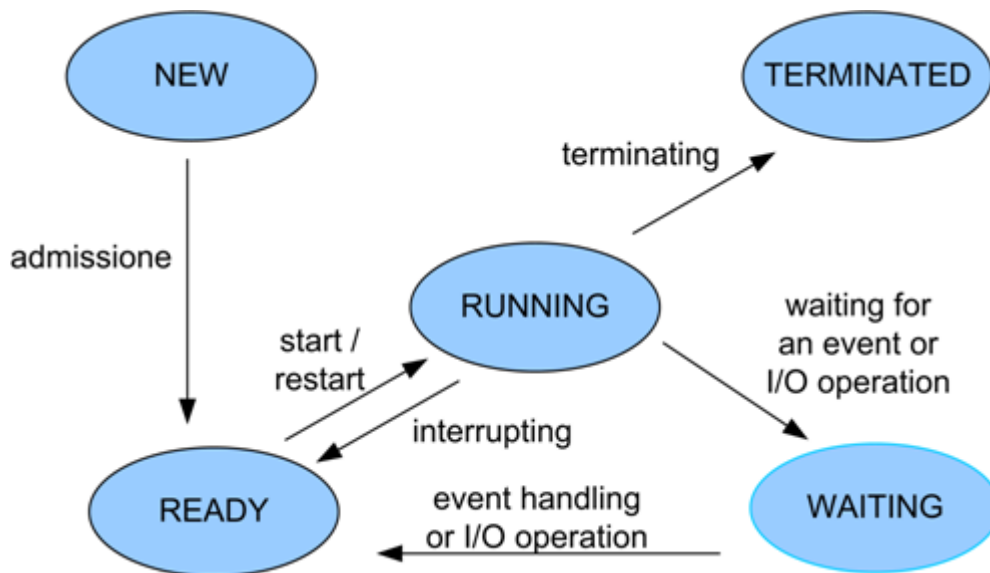 NEW
TERMINATED
terminating
admissione
RUNNING
waiting for
an event or
I/O operation
start /
restart
interrupting
READY
event handling
or I/O operation
WAITING